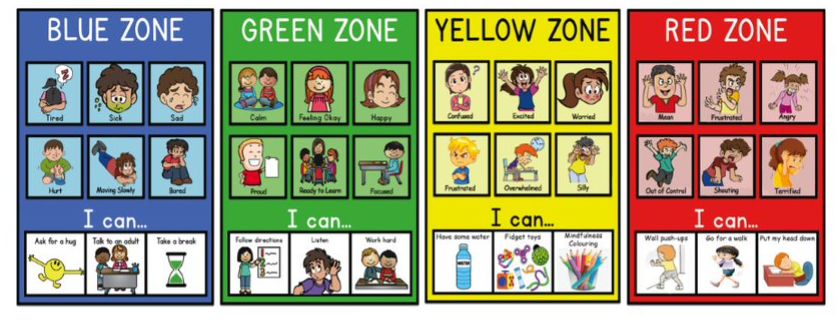 BLUE ZONE
Tired
Sick
Sad
Hurt
Moving Slowly
Bored
I can...
Ask for a hug
Talk to an adult
Take a break
GREEN ZONE
Calm
Feeling Okay
Happy
Proud
Ready to Learn
Focused
I can...
Follow directions
Listen
Work hard
YELLOW ZONE
Confused
?
Excited
Worried
Frustrated
Overwhelmed
Silly
I can...
Have some water
Fidget toys
Mindfulness
Colouring
RED ZONE
Mean
Frustrated
Angry
Out of Control
Shouting
Terrified
I can...
Wall push-ups
Go for a walk
Put my head down